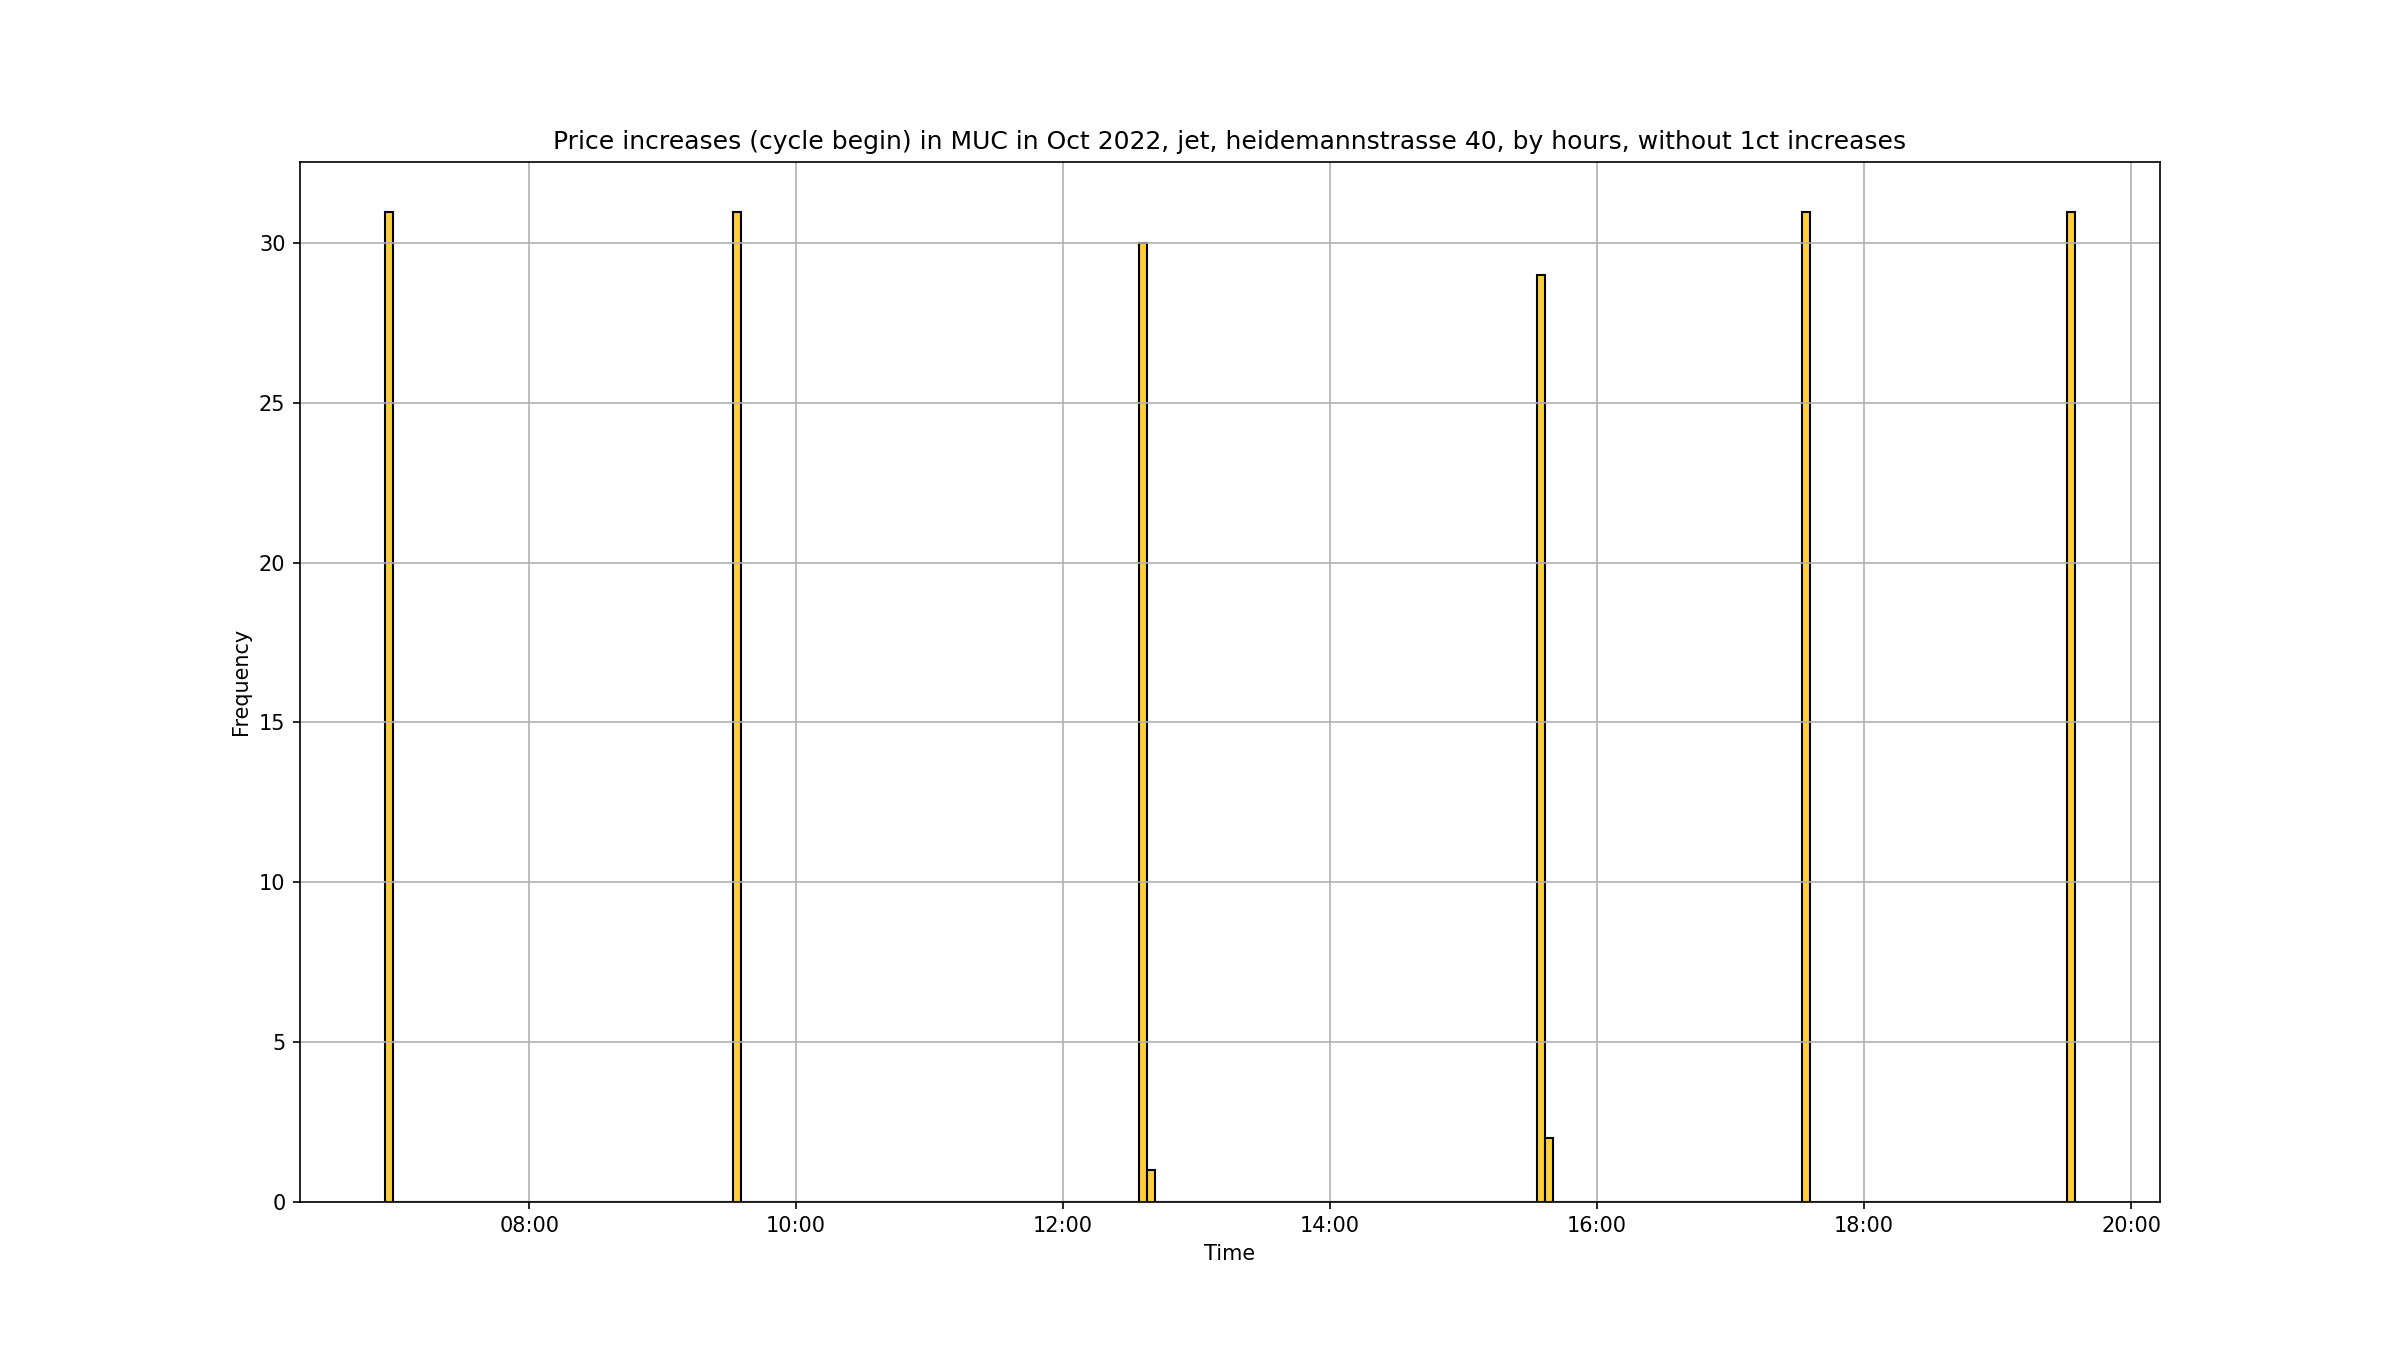 Price increases (cycle begin) in MUC in Oct 2022, jet, heidemannstrasse 40, by hours, without 1ct increases
Frequency
30
25
20
15
10
5
0
08:00 10:00 12:00 14:00 16:00 18:00 20:00
Time